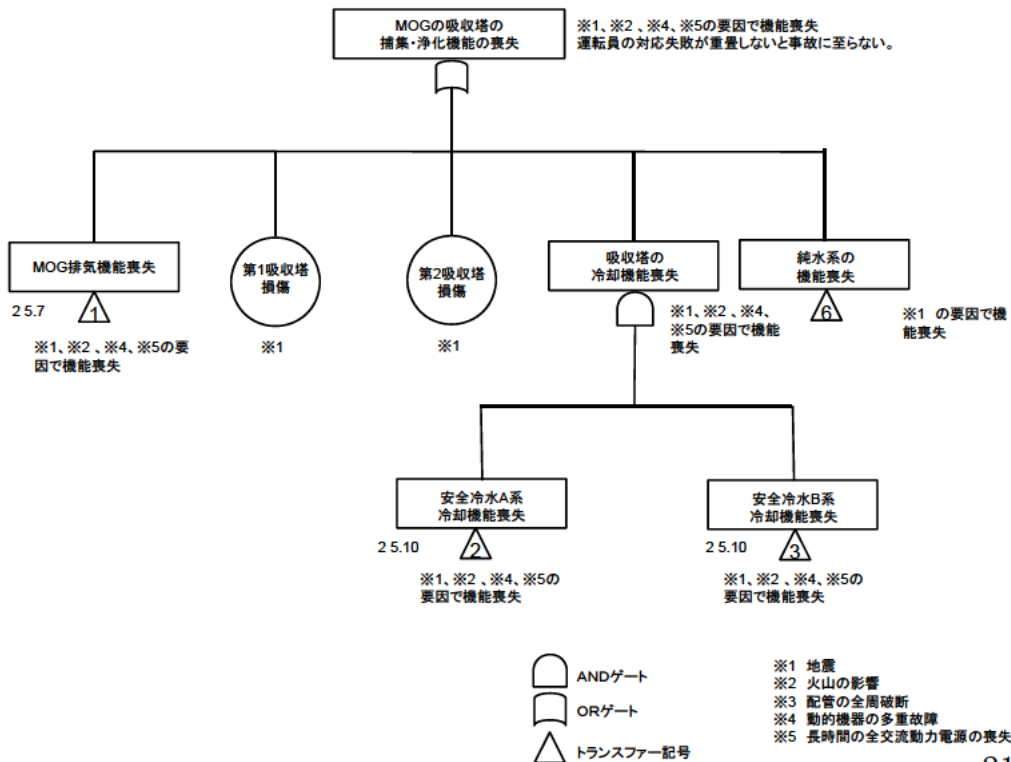 MOGの吸収塔の
捕集・浄化機能の喪失
※1、※2 、※4、※5の要因で機能喪失
運転員の対応失敗が重畳しないと事故に至らない。
MOG排気機能喪失
第1吸収塔
損傷
第2吸収塔
損傷
吸収塔の
冷却機能喪失
純水系の
機能喪失
2 5.7
1
※1、※2 、※4、※5の要
因で機能喪失
※1
※1
※1、※2 、※4、
※5の要因で機能
喪失
6
※1 の要因で機
能喪失
安全冷水A系
冷却機能喪失
安全冷水B系
冷却機能喪失
2 5.10
2
2 5.10
3
※1、※2 、※4、※5の
要因で機能喪失
※1、※2 、※4、※5の
要因で機能喪失
ANDゲート
ORゲート
トランスファー記号
※1 地震
※2 火山の影響
※3 配管の全周破断
※4 動的機器の多重故障
※5 長時間の全交流動力電源の喪失